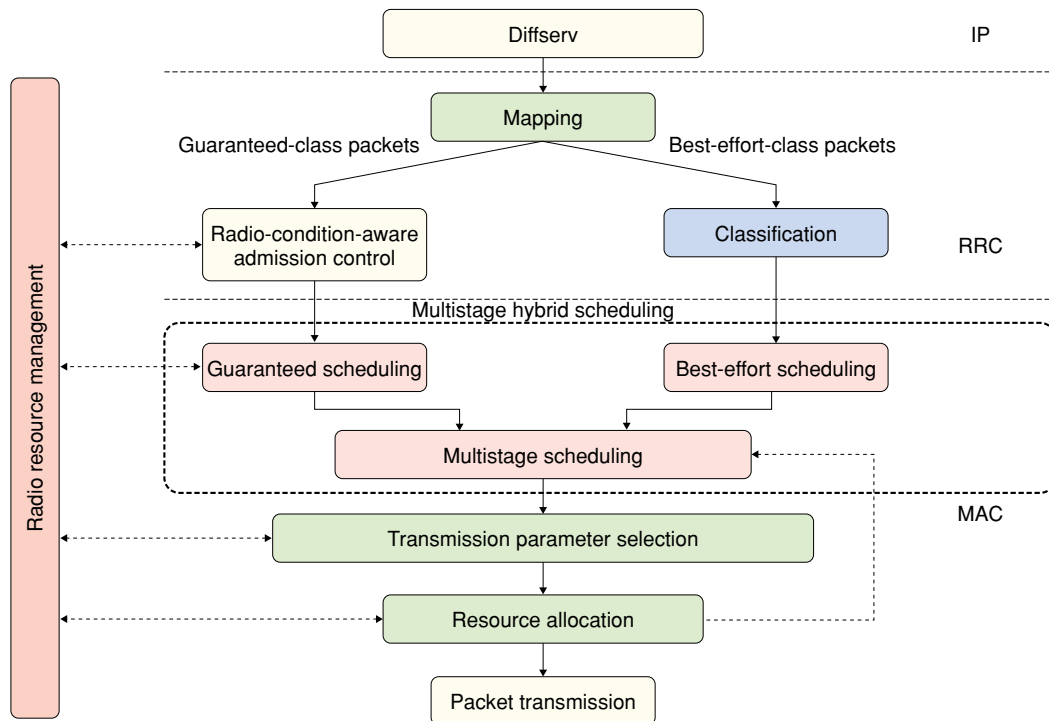 Diffserv
IP
Mapping
Guaranteed-class packets
Best-effort-class packets
Radio-condition-aware
admission control
Classification
RRC
Radio resource management
Multistage hybrid scheduling
Guaranteed scheduling
Best-effort scheduling
Multistage scheduling
MAC
Transmission parameter selection
Resource allocation
Packet transmission